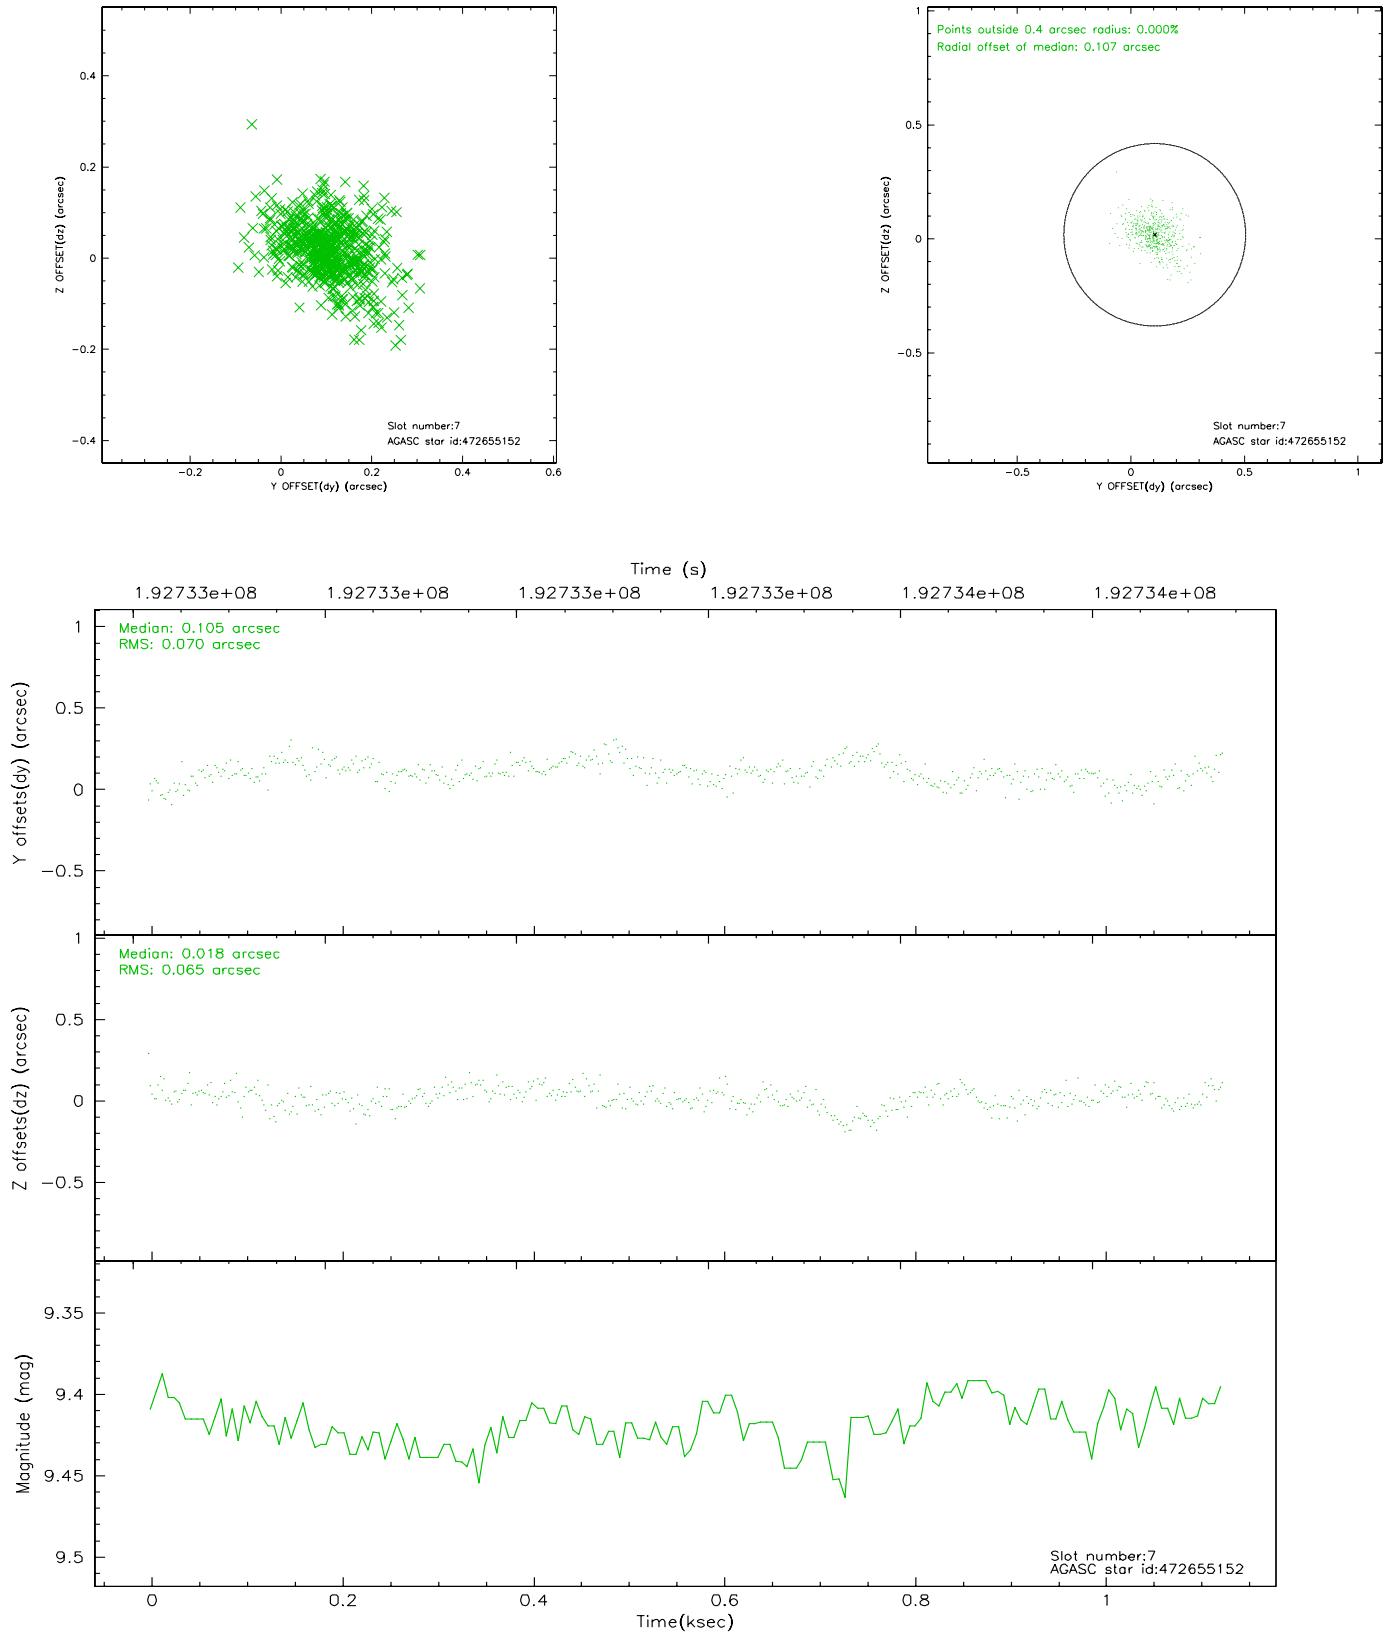 0.4
0.2
0
−0.2
−0.4
Z OFFSET(dz) (arcsec)
−0.2 0 0.2 0.4 0.6
Y OFFSET(dy) (arcsec)
Slot number:7
AGASC star id:472655152
Points outside 0.4 arcsec radius: 0.000%
Radial offset of median: 0.107 arcsec
1
0.5
0
−0.5
Z OFFSET(dz) (arcsec)
−0.5 0 0.5 1
Y OFFSET(dy) (arcsec)
Slot number:7
AGASC star id:472655152
Time (s)
1.92733e+08 1.92733e+08 1.92733e+08 1.92733e+08 1.92734e+08 1.92734e+08
Median: 0.105 arcsec
RMS: 0.070 arcsec
1
0.5
0
−0.5
Y offsets(dy) (arcsec)
Median: 0.018 arcsec
RMS: 0.065 arcsec
1
0.5
0
−0.5
Z offsets(dz) (arcsec)
9.35
9.4
9.45
9.5
Magnitude (mag)
Slot number:7
AGASC star id:472655152
0 0.2 0.4 0.6 0.8 1
Time(ksec)